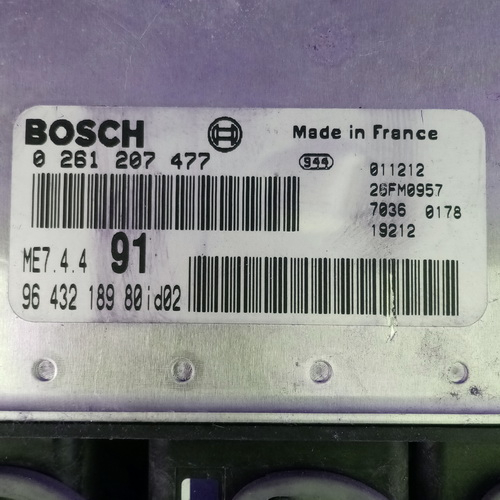 BOSCH
Made in France
0 261 207 477
944
011212
26FM0957
7036 0178
19212
ME7.4.4 91
96 432 189 80id02